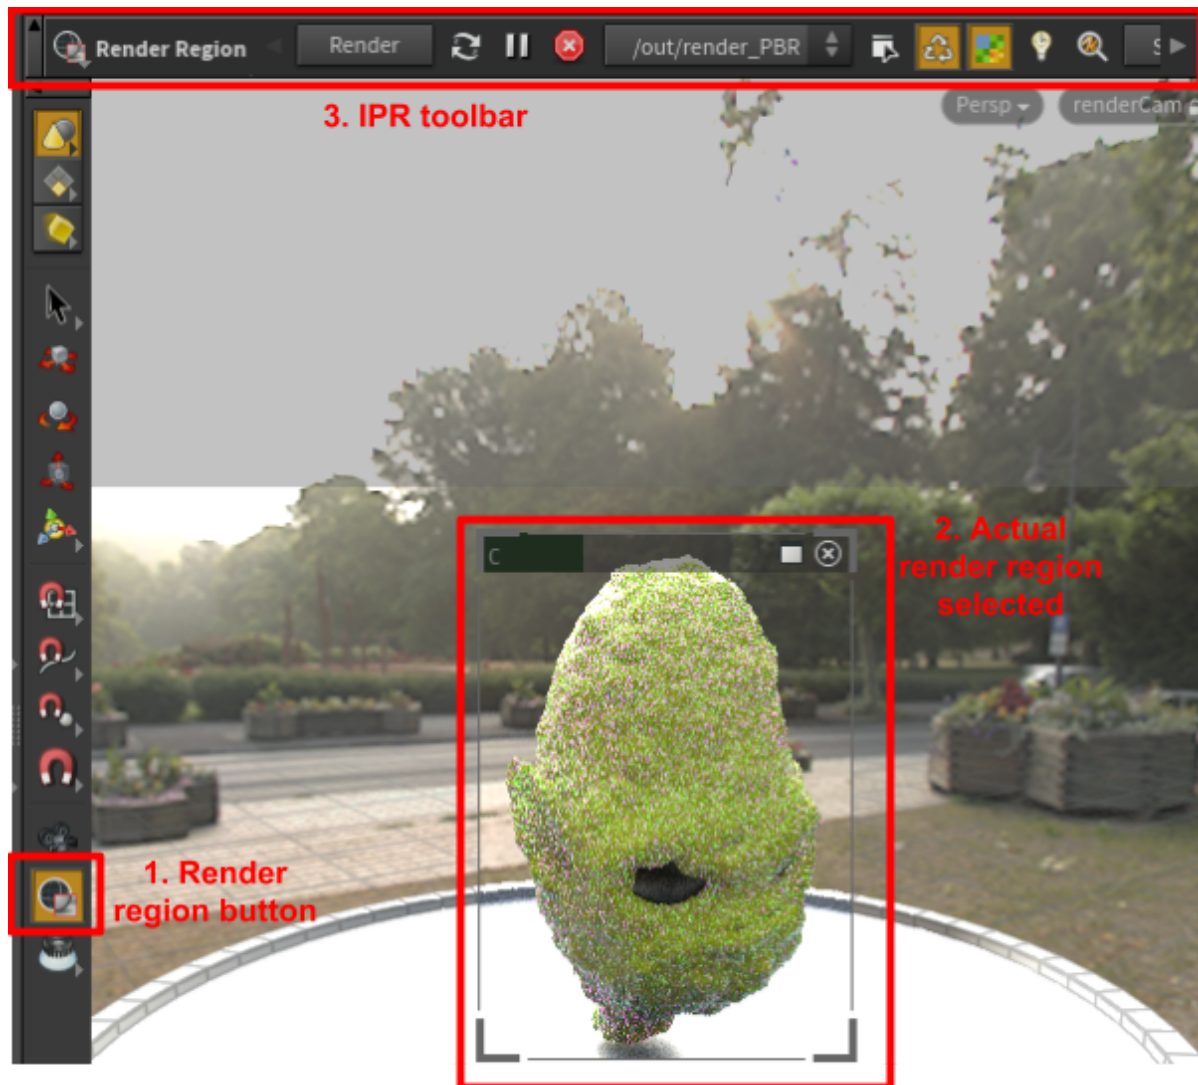 Render Region
Render
/out/render_PBR
S
3. IPR toolbar
Persp
renderCam
2. Actual
render region
selected
C
1. Render
region button